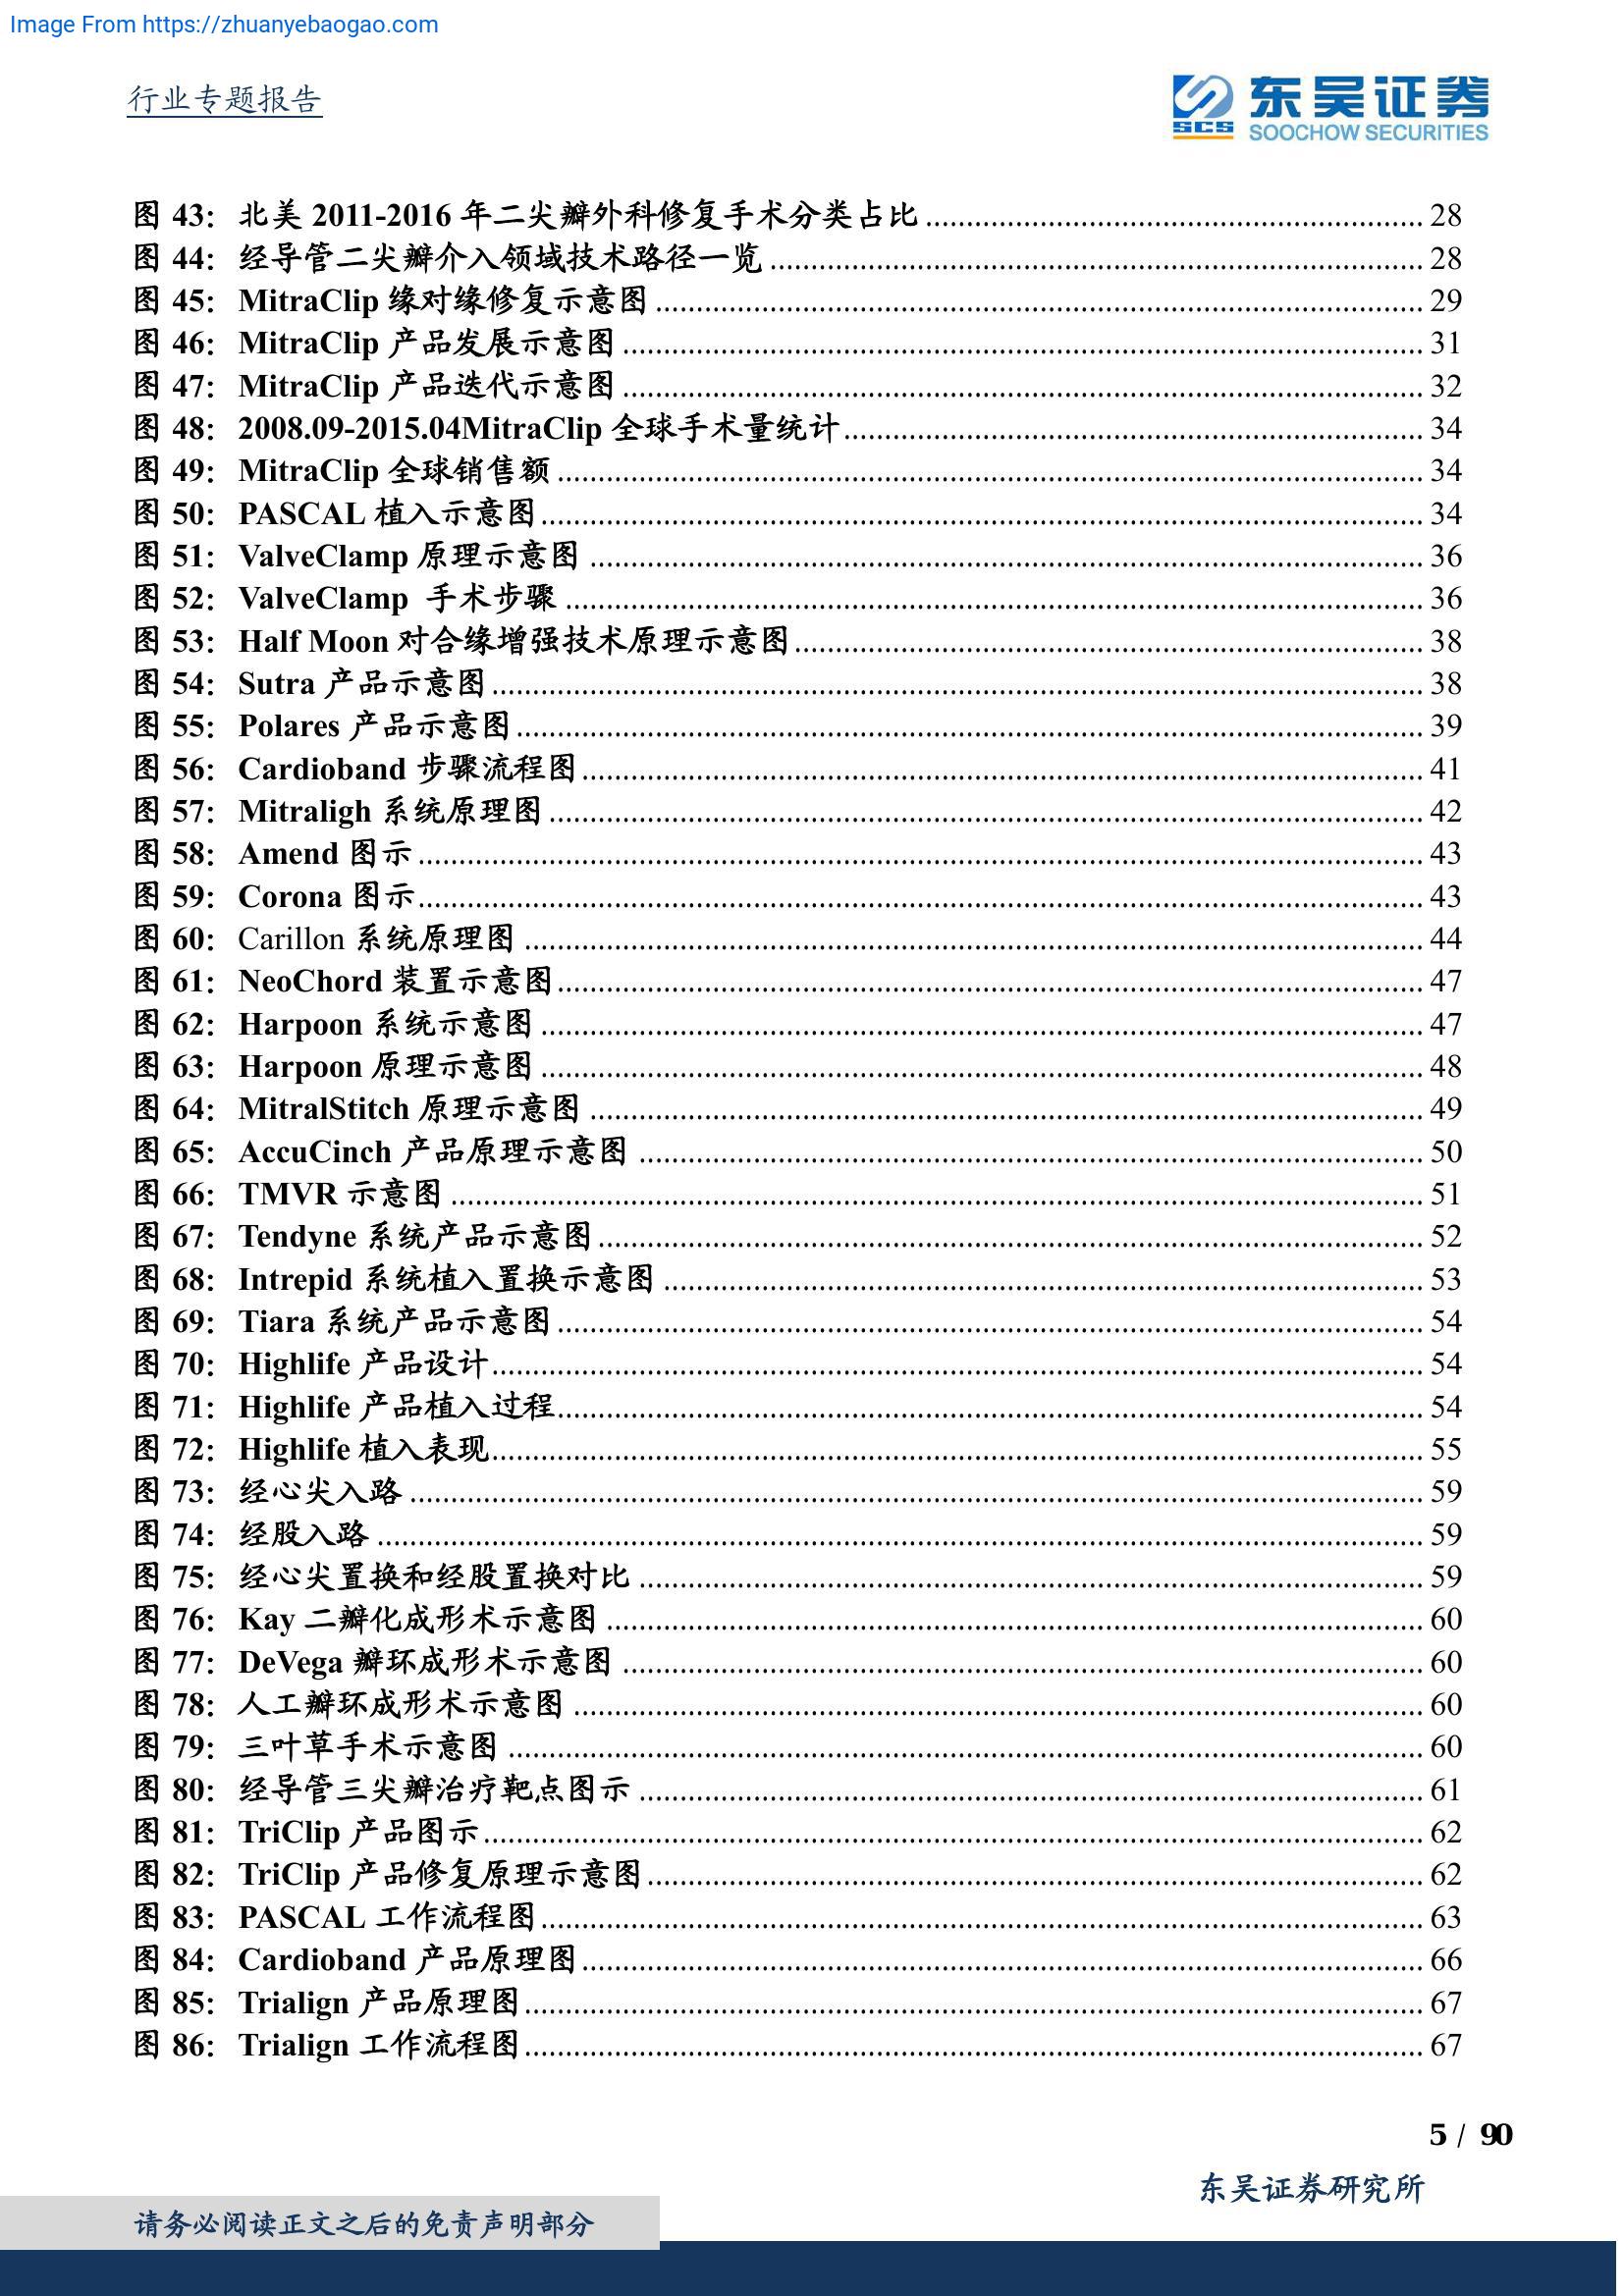 Image From https://zhuanyebaogao.com
行业专题报告
SCS 东吴证券
SOOCHOW SECURITIES
图 43: 北美 2011-2016 年二尖瓣外科修复手术分类占比 28
图 44: 经导管二尖瓣介入领域技术路径一览 28
图 45: MitraClip 缘对缘修复示意图 29
图 46: MitraClip 产品发展示意图 31
图 47: MitraClip 产品迭代示意图 32
图 48: 2008.09-2015.04MitraClip 全球手术量统计 34
图 49: MitraClip 全球销售额 34
图 50: PASCAL 植入示意图 34
图 51: ValveClamp 原理示意图 36
图 52: ValveClamp 手术步骤 36
图 53: Half Moon 对合缘增强技术原理示意图 38
图 54: Sutra 产品示意图 38
图 55: Polares 产品示意图 39
图 56: Cardioband 步骤流程图 41
图 57: Mitraligh 系统原理图 42
图 58: Amend 图示 43
图 59: Corona 图示 43
图 60: Carillon 系统原理图 44
图 61: NeoChord 装置示意图 47
图 62: Harpoon 系统示意图 47
图 63: Harpoon 原理示意图 48
图 64: MitralStitch 原理示意图 49
图 65: AccuCinch 产品原理示意图 50
图 66: TMVR 示意图 51
图 67: Tendyne 系统产品示意图 52
图 68: Intrepid 系统植入置换示意图 53
图 69: Tiara 系统产品示意图 54
图 70: Highlife 产品设计 54
图 71: Highlife 产品植入过程 54
图 72: Highlife 植入表现 55
图 73: 经心尖入路 59
图 74: 经股入路 59
图 75: 经心尖置换和经股置换对比 59
图 76: Kay 二瓣化成形术示意图 60
图 77: DeVega 瓣环成形术示意图 60
图 78: 人工瓣环成形术示意图 60
图 79: 三叶草手术示意图 60
图 80: 经导管三尖瓣治疗靶点图示 61
图 81: TriClip 产品图示 62
图 82: TriClip 产品修复原理示意图 62
图 83: PASCAL 工作流程图 63
图 84: Cardioband 产品原理图 66
图 85: Trialign 产品原理图 67
图 86: Trialign 工作流程图 67
5 / 90
东吴证券研究所
请务必阅读正文之后的免责声明部分